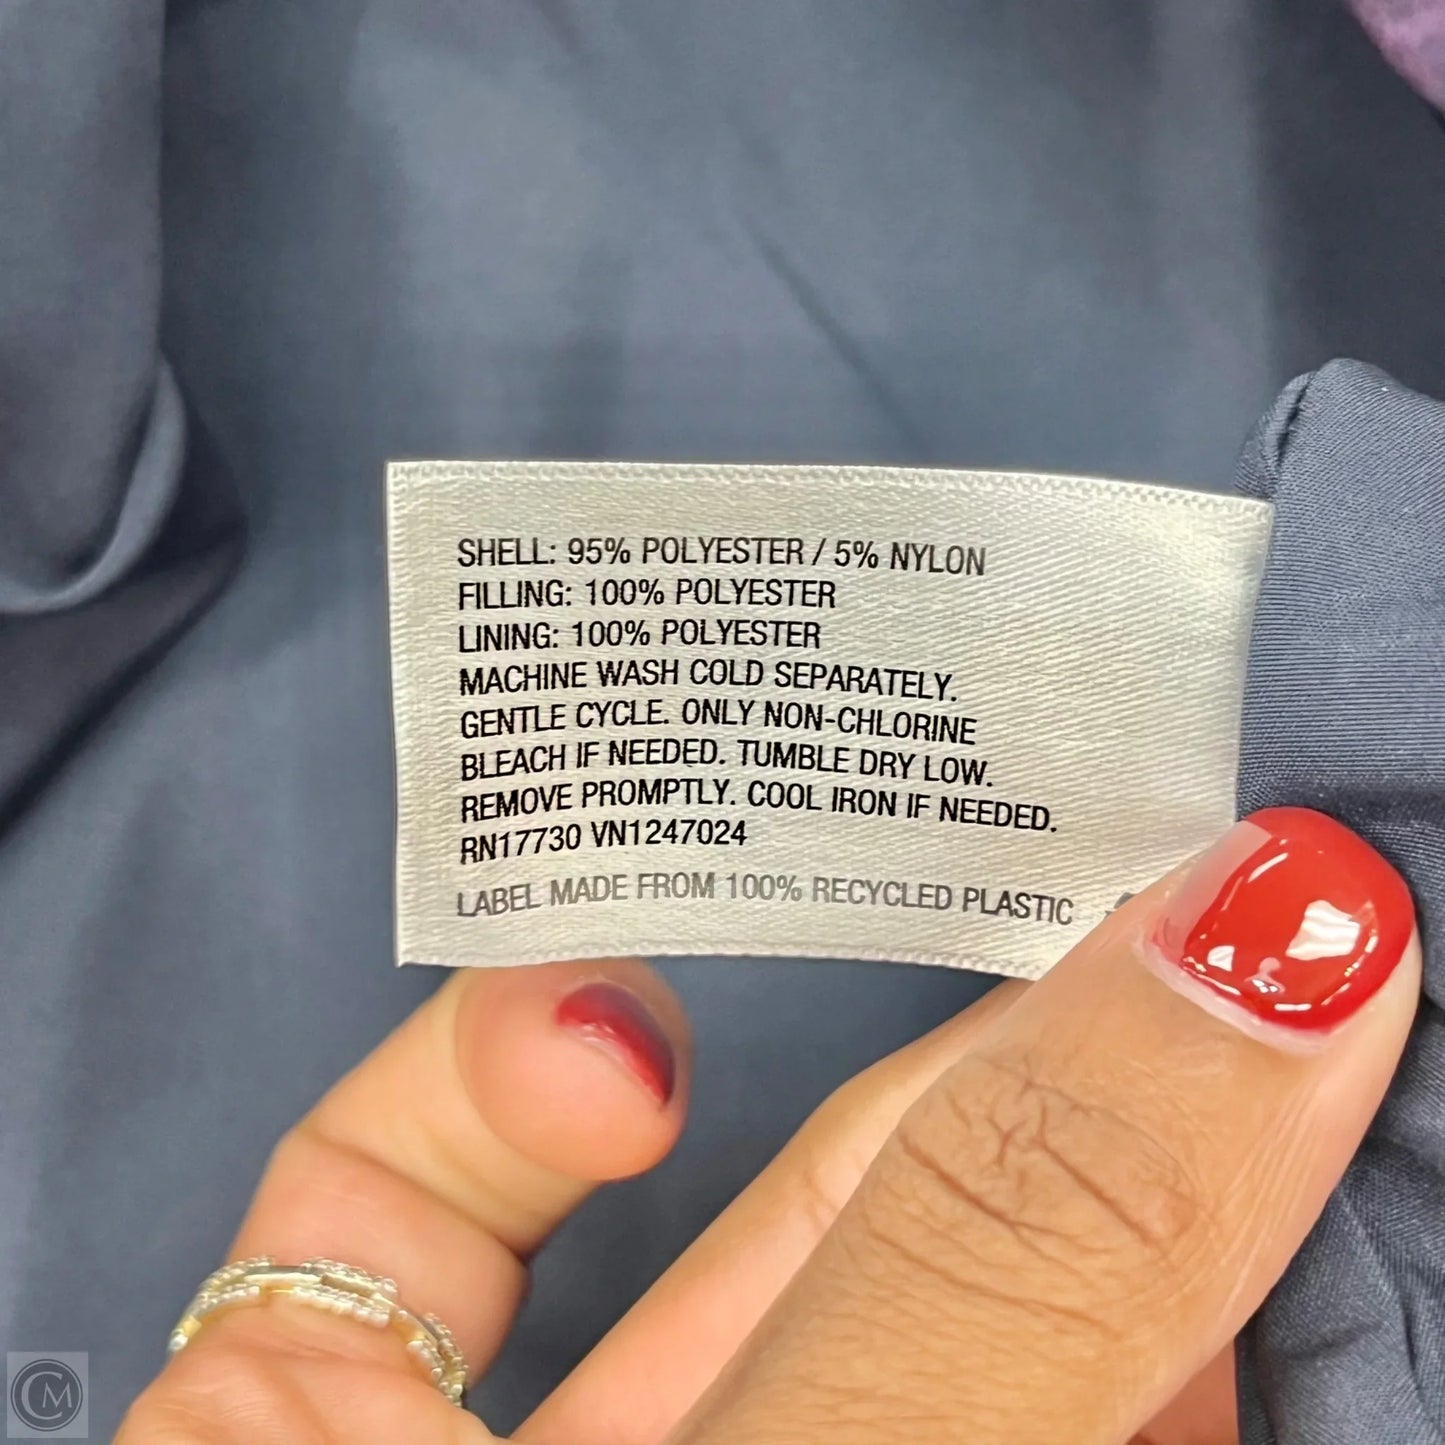 SHELL: 95% POLYESTER / 5% NYLON
FILLING: 100% POLYESTER
LINING: 100% POLYESTER
MACHINE WASH COLD SEPARATELY.
GENTLE CYCLE. ONLY NON-CHLORINE
BLEACH IF NEEDED. TUMBLE DRY LOW.
REMOVE PROMPTLY. COOL IRON IF NEEDED.
RN17730 VN1247024
LABEL MADE FROM 100% RECYCLED PLASTIC
CM